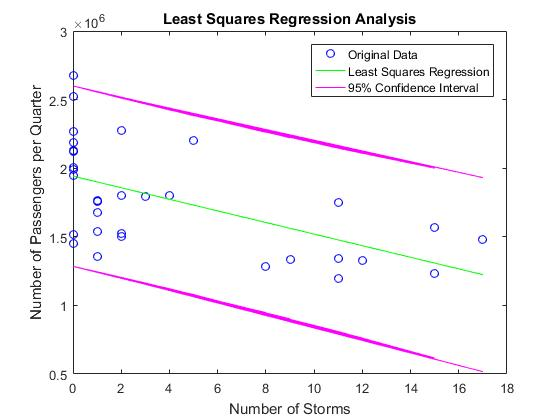 Least Squares Regression Analysis
× 10^6
3
2.5
2
1.5
1
0.5
Number of Passengers per Quarter
Original Data
Least Squares Regression
95% Confidence Interval
0 2 4 6 8 10 12 14 16 18
Number of Storms